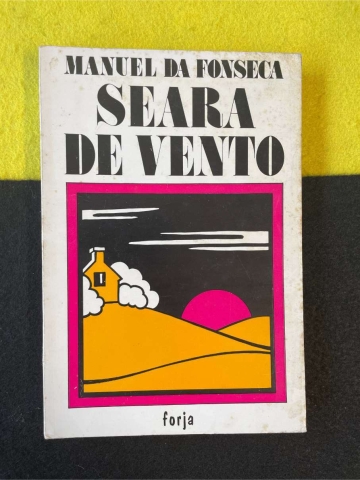 MANUEL DA FONSECA
SEARA
DE VENTO
forja